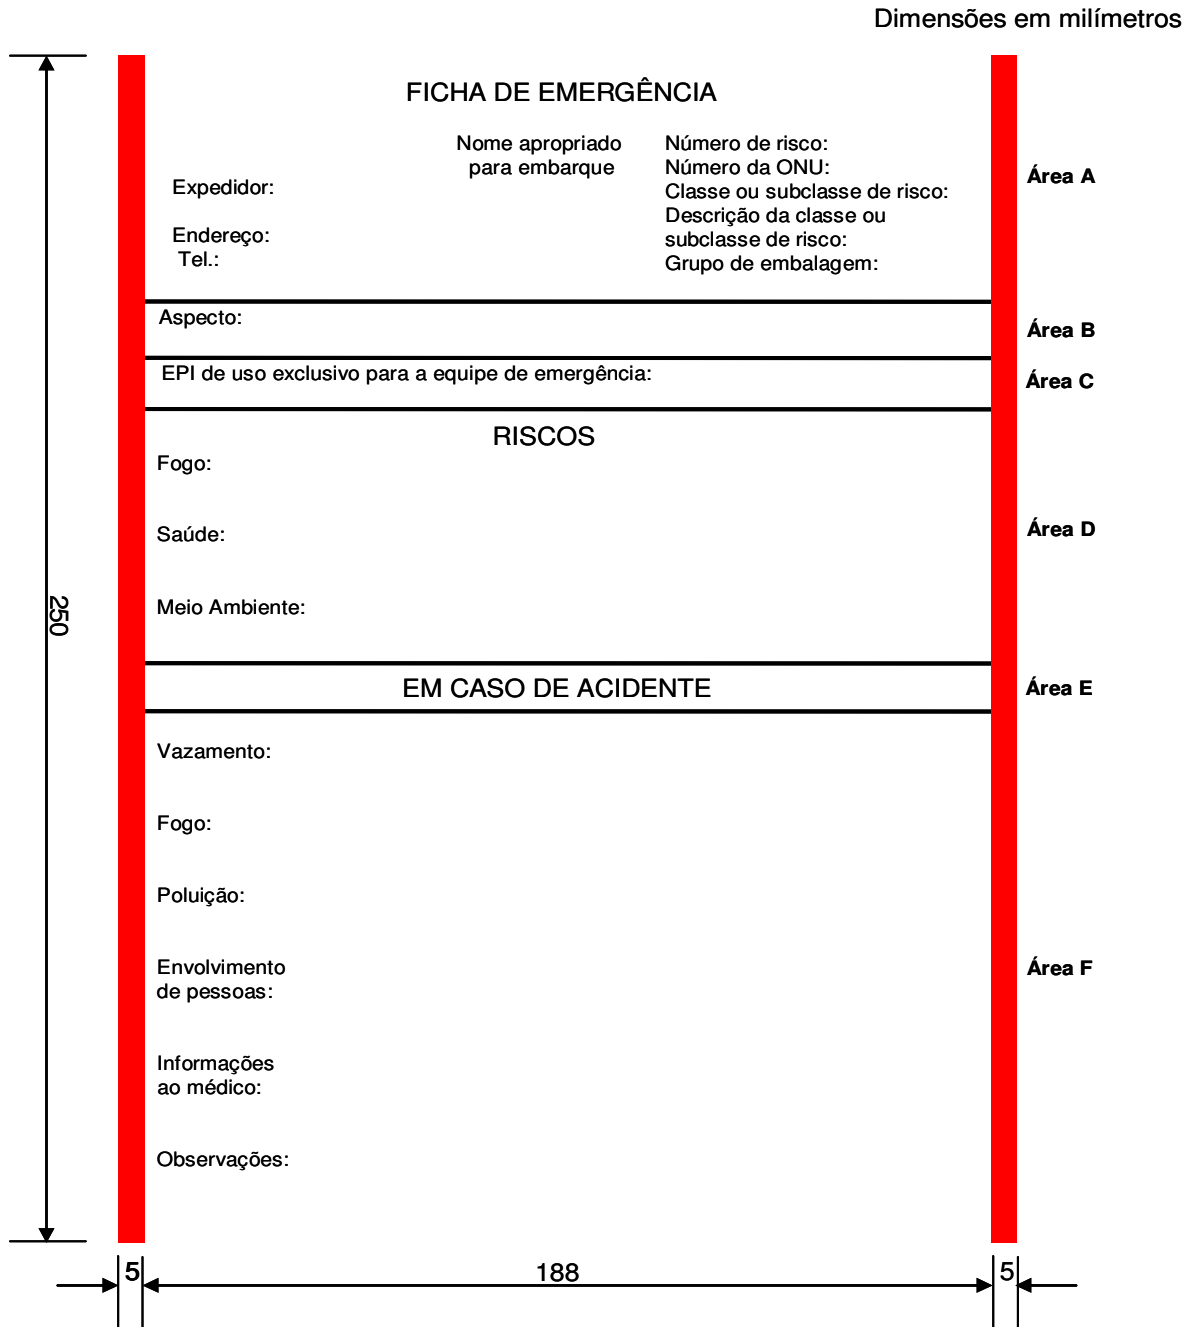 Dimensões em milímetros
FICHA DE EMERGÊNCIA
Expedidor:
Endereço:
Tel.:
Nome apropriado
para embarque
Número de risco:
Número da ONU:
Classe ou subclasse de risco:
Descrição da classe ou
subclasse de risco:
Grupo de embalagem:
Área A
Aspecto:
Área B
EPI de uso exclusivo para a equipe de emergência:
Área C
RISCOS
Fogo:
Saúde:
Meio Ambiente:
Área D
250
EM CASO DE ACIDENTE
Área E
Vazamento:
Fogo:
Poluição:
Envolvimento
de pessoas:
Informações
ao médico:
Observações:
Área F
5
188
5